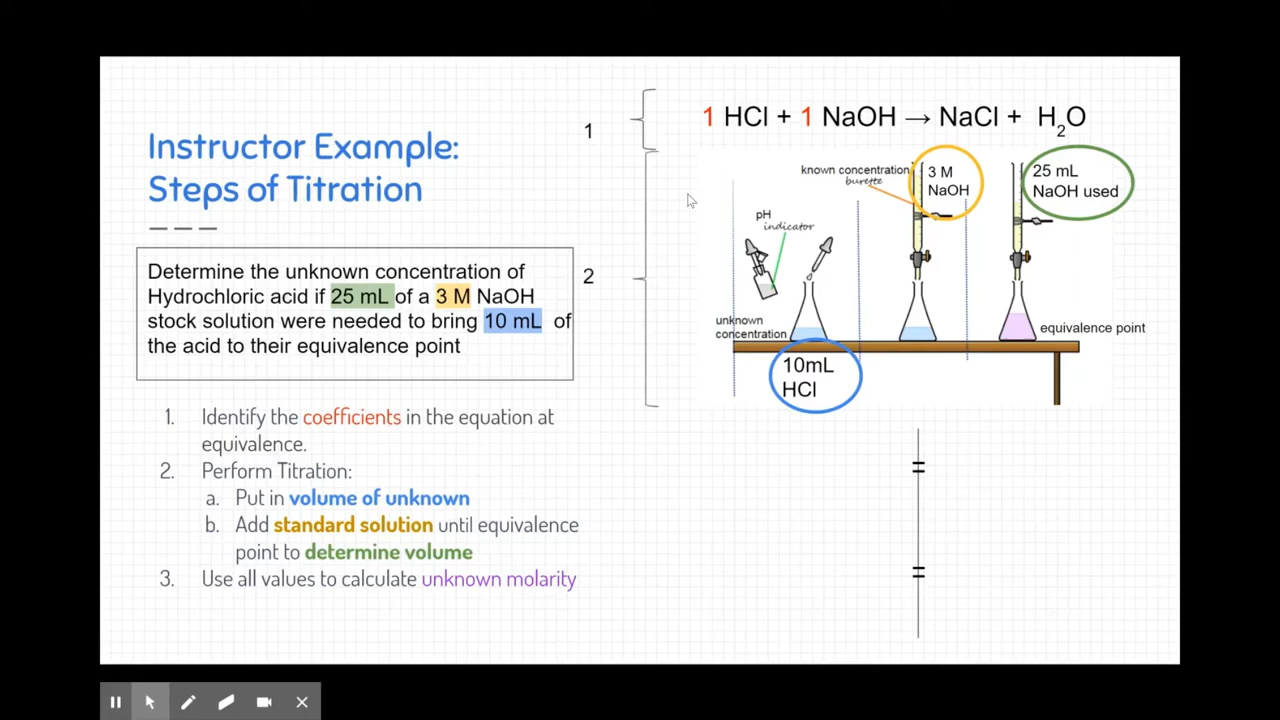 Instructor Example:
Steps of Titration
Determine the unknown concentration of
Hydrochloric acid if 25 mL of a 3 M NaOH
stock solution were needed to bring 10 mL of
the acid to their equivalence point
1. Identify the coefficients in the equation at
equivalence.
2. Perform Titration:
a. Put in volume of unknown
b. Add standard solution until equivalence
point to determine volume
3. Use all values to calculate unknown molarity
1
1 HCl + 1 NaOH → NaCl + H₂O
2
known concentration
burette
3 M
NaOH
25 mL
NaOH used
pH
indicator
unknown
concentration
equivalence point
10mL
HCl
=
=